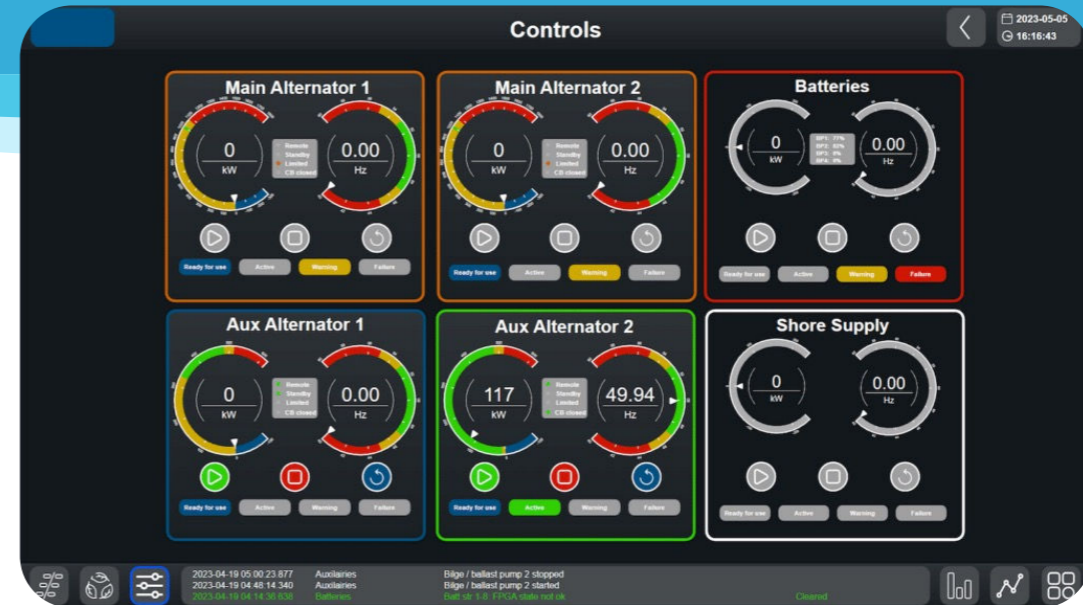 Controls
2023-05-05
16:16:43
Main Alternator 1
0
kW
Remote
Standby
Limited
CB closed
0.00
Hz
Ready for use
Active
Warning
Failure
Main Alternator 2
0
kW
Remote
Standby
Limited
CB closed
0.00
Hz
Ready for use
Active
Warning
Failure
Batteries
0
kW
0.00
Hz
Ready for use
Active
Warning
Failure
Aux Alternator 1
0
kW
Remote
Standby
Limited
CB closed
0.00
Hz
Ready for use
Active
Warning
Failure
Aux Alternator 2
117
kW
Remote
Standby
Limited
CB closed
49.94
Hz
Ready for use
Active
Warning
Failure
Shore Supply
0
kW
0.00
Hz
Ready for use
Active
Warning
Failure
2023-04-19 05:00:23.877 Auxiliairies Bilge / ballast pump 2 stopped
2023-04-19 04:48:14.340 Auxiliairies Bilge / ballast pump 2 started
2023-04-19 04:14:36.838 Batteries Batt str 1-8 FPGA state not ok Cleared